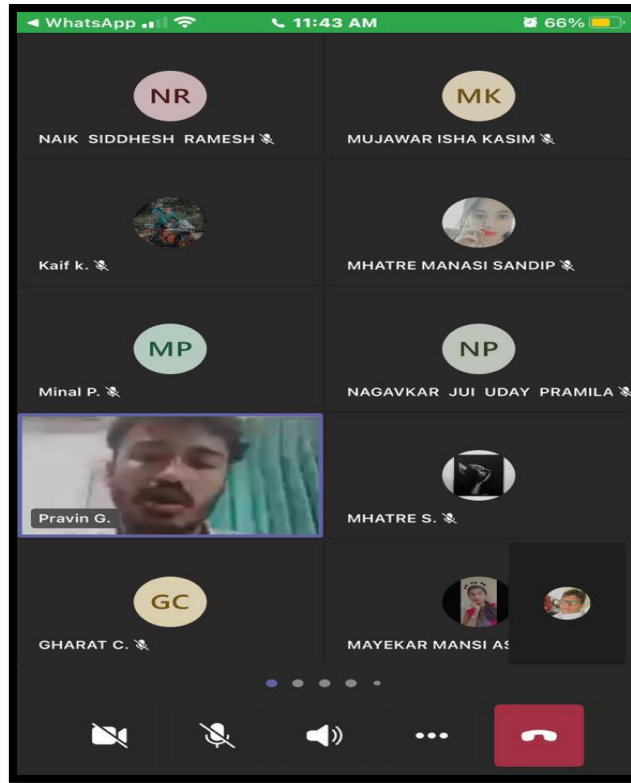 ◄ WhatsApp 11:43 AM 66%
NR MK
NAIK SIDDHESH RAMESH MUJAWAR ISHA KASIM
Kaif k. MHATRE MANASI SANDIP
MP NP
Minal P. NAGAVKAR JUI UDAY PRAMILA
Pravin G. MHATRE S.
GC
GHARAT C. MAYEKAR MANSI AS